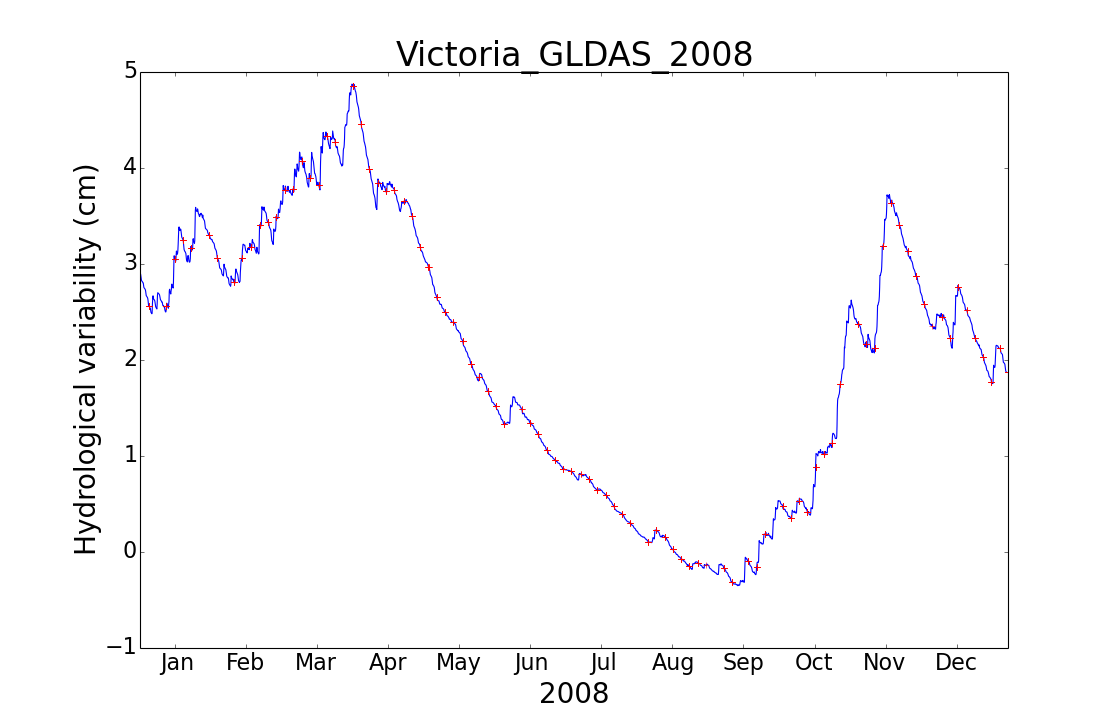 Victoria_GLDAS_2008
Hydrological variability (cm)
5
4
3
2
1
0
−1
Jan Feb Mar Apr May Jun Jul Aug Sep Oct Nov Dec
2008